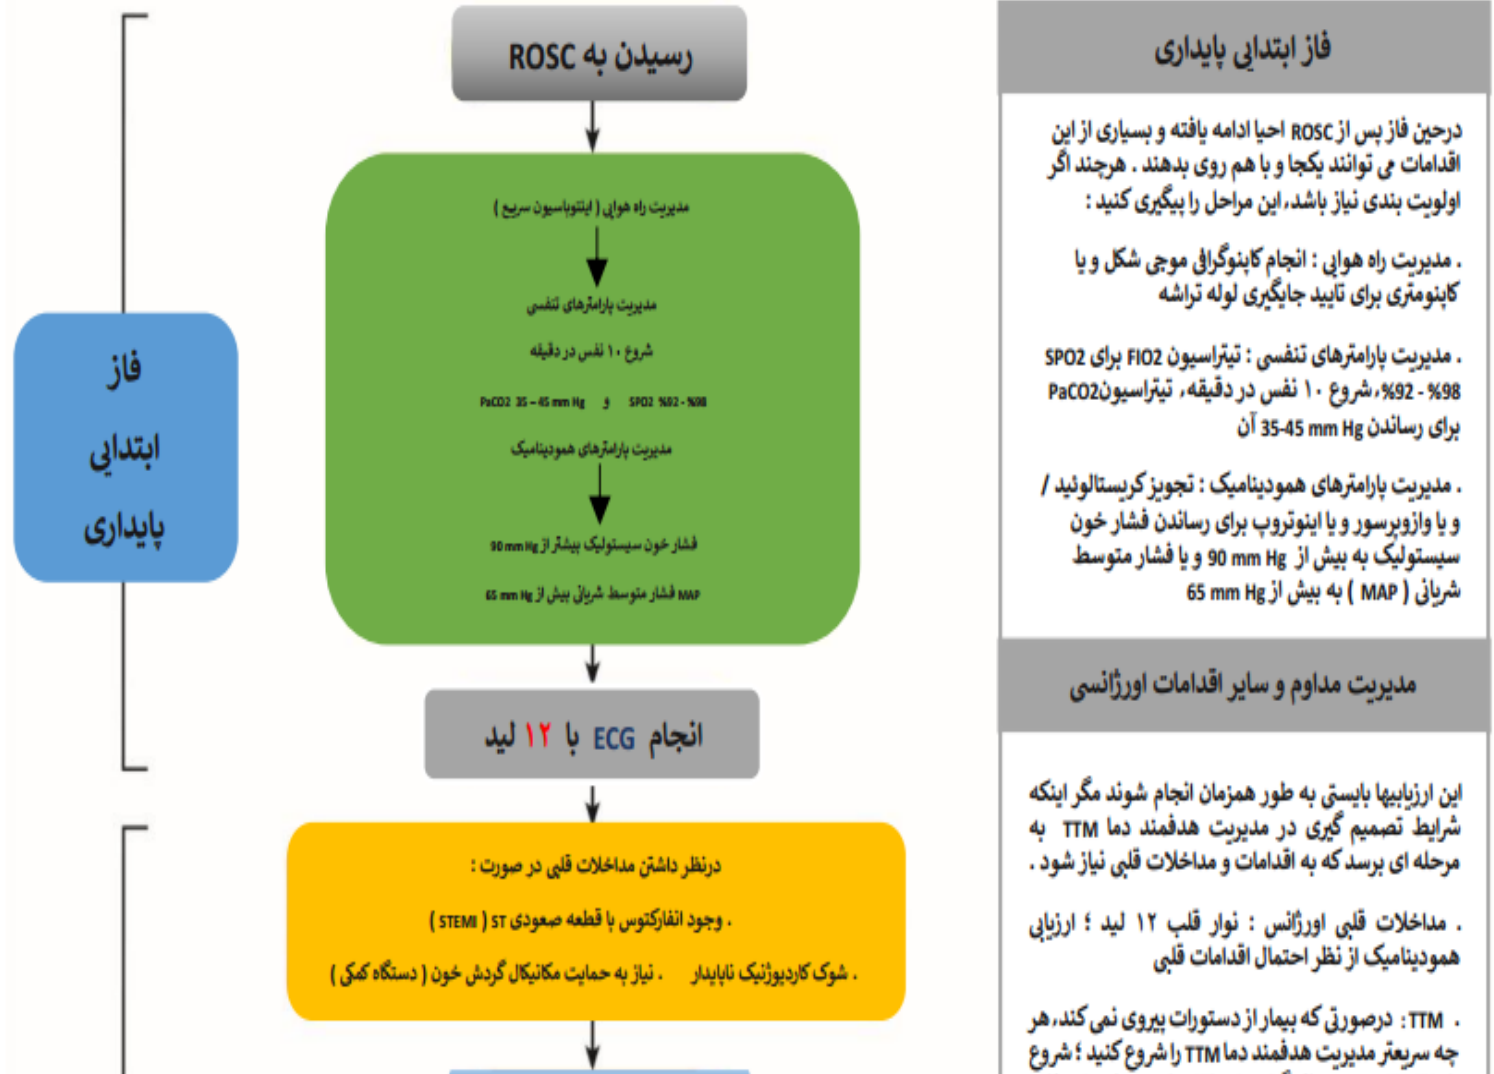 رسیدن به ROSC
مدیریت راه هوایی ( اینتوباسیون سریع )
مدیریت پارامترهای تنفسی
شروع ۱۰ نفس در دقیقه
SPO2 %92 - %98 و PaCO2 35 – 45 mm Hg
مدیریت پارامترهای همودینامیک
فشار خون سیستولیک بیشتر از 90 mm Hg
MAP فشار متوسط شریانی بیش از 65 mm Hg
فاز
ابتدایی
پایداری
انجام ECG با ۱۲ لید
درنظر داشتن مداخلات قلبی در صورت :
. وجود انفارکتوس با قطعه صعودی ST ( STEMI )
. شوک کاردیوژنیک ناپایدار . نیاز به حمایت مکانیکال گردش خون ( دستگاه کمکی )
فاز ابتدایی پایداری
درحین فاز پس از ROSC احیا ادامه یافته و بسیاری از این
اقدامات می توانند یکجا و با هم روی بدهند . هرچند اگر
اولویت بندی نیاز باشد، این مراحل را پیگیری کنید :
. مدیریت راه هوایی : انجام کاپنوگرافی موجی شکل و یا
کاپنومتری برای تایید جایگیری لوله تراشه
. مدیریت پارامترهای تنفسی : تیتراسیون FIO2 برای SPO2
%92 - %98، شروع ۱۰ نفس در دقیقه، تیتراسیون PaCO2
برای رساندن 35-45 mm Hg آن
. مدیریت پارامترهای همودینامیک : تجویز کریستالوئید /
و یا وازوپرسور و یا اینوتروپ برای رساندن فشار خون
سیستولیک به بیش از 90 mm Hg و یا فشار متوسط
شریانی ( MAP ) به بیش از 65 mm Hg
مدیریت مداوم و سایر اقدامات اورژانسی
این ارزیابیها بایستی به طور همزمان انجام شوند مگر اینکه
شرایط تصمیم گیری در مدیریت هدفمند دما TTM به
مرحله ای برسد که به اقدامات و مداخلات قلبی نیاز شود .
. مداخلات قلبی اورژانس : نوار قلب ۱۲ لید ؛ ارزیابی
همودینامیک از نظر احتمال اقدامات قلبی
. TTM : درصورتی که بیمار از دستورات پیروی نمی کند، هر
چه سریعتر مدیریت هدفمند دما TTM را شروع کنید ؛ شروع